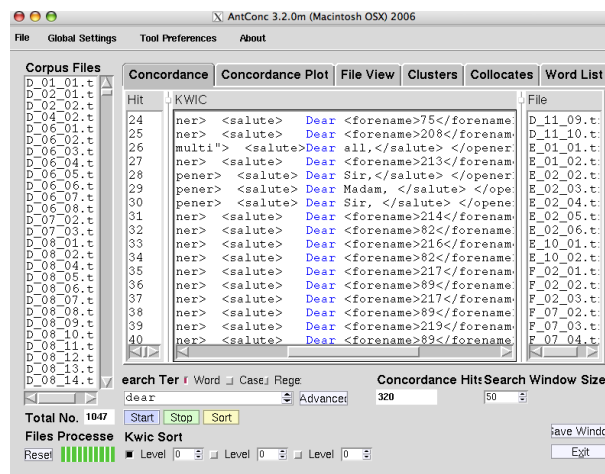 AntConc 3.2.0m (Macintosh OSX) 2006
File Global Settings Tool Preferences About
Corpus Files
D_01_01.t
D_02_01.t
D_02_02.t
D_04_02.t
D_06_01.t
D_06_02.t
D_06_03.t
D_06_04.t
D_06_05.t
D_06_06.t
D_06_07.t
D_06_08.t
D_07_02.t
D_07_03.t
D_08_01.t
D_08_02.t
D_08_04.t
D_08_05.t
D_08_06.t
D_08_07.t
D_08_08.t
D_08_09.t
D_08_10.t
D_08_11.t
D_08_12.t
D_08_13.t
D_08_14.t
Total No. 1047
Files Processe
Reset
Concordance Concordance Plot File View Clusters Collocates Word List
Hit KWIC File
24 ner> <salute> Dear <forename>75</forename D_11_09.t
25 ner> <salute> Dear <forename>208</forenam D_11_10.t
26 multi"> <salute>Dear all,</salute> </opener E_01_01.t
27 ner> <salute> Dear <forename>213</forenam E_01_02.t
28 pener> <salute> Dear Sir,</salute> </opene E_02_02.t
29 pener> <salute> Dear Madam, </salute> </ope E_02_03.t
30 pener> <salute> Dear Sir, </salute> </opene E_02_04.t
31 ner> <salute> Dear <forename>214</forenam E_02_05.t
32 ner> <salute> Dear <forename>82</forename E_02_06.t
33 ner> <salute> Dear <forename>216</forenam E_10_01.t
34 ner> <salute> Dear <forename>82</forename E_10_02.t
35 ner> <salute> Dear <forename>217</forenam F_02_01.t
36 ner> <salute> Dear <forename>89</forename F_02_02.t
37 ner> <salute> Dear <forename>217</forenam F_02_03.t
38 ner> <salute> Dear <forename>89</forename F_07_02.t
39 ner> <salute> Dear <forename>219</forenam F_07_03.t
40 ner> <salute> Dear <forename>89</forename F_07_04.t
earch Ter Word Case Rege Concordance Hits Search Window Size
dear Advanced 320 50
Start Stop Sort
Kwic Sort
Level 0 Level 0 Level 0
Save Windo
Exit